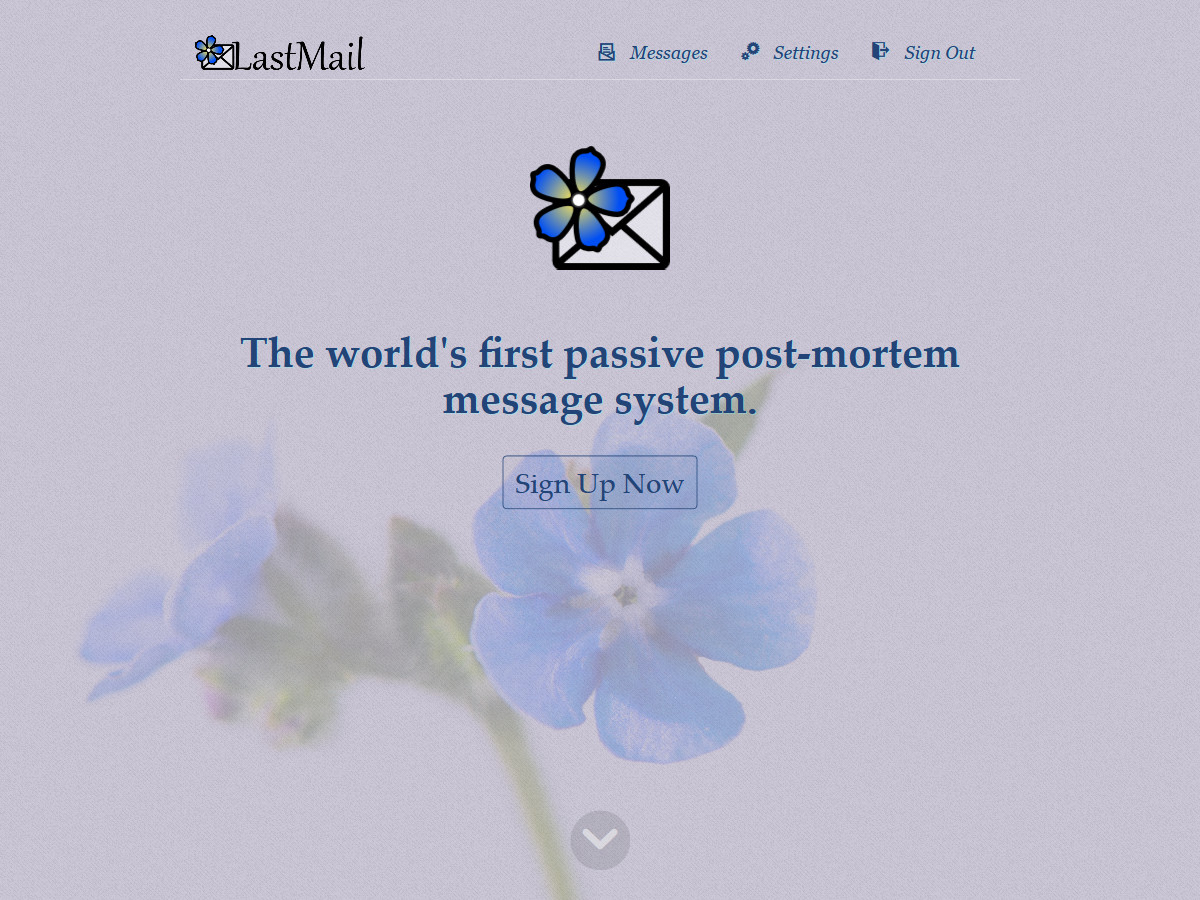 LastMail
Messages
Settings
Sign Out
The world's first passive post-mortem
message system.
Sign Up Now